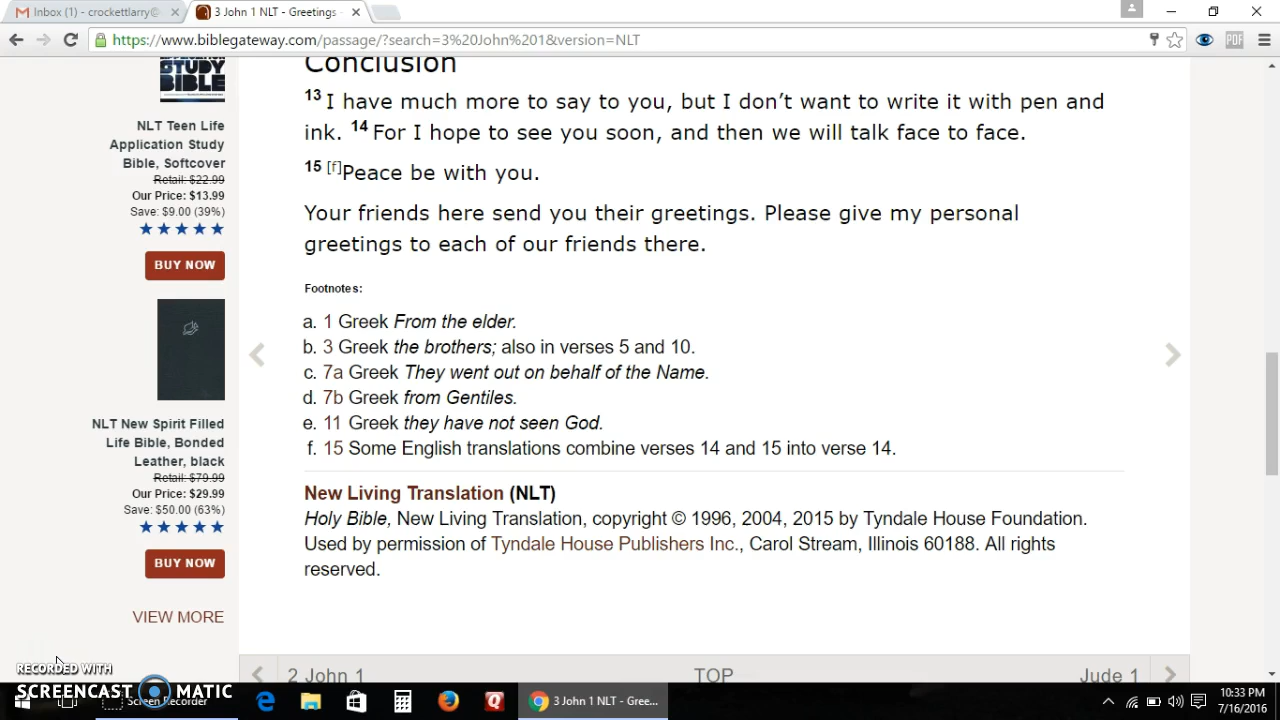 Inbox (1) - crockettlarry@
3 John 1 NLT - Greetings -
https://www.biblegateway.com/passage/?search=3%20John%201&version=NLT
PDF
STUDY
BIBLE
NLT Teen Life
Application Study
Bible, Softcover
Retail: $22.99
Our Price: $13.99
Save: $9.00 (39%)
BUY NOW
NLT New Spirit Filled
Life Bible, Bonded
Leather, black
Retail: $79.99
Our Price: $29.99
Save: $50.00 (63%)
BUY NOW
VIEW MORE
Conclusion
13 I have much more to say to you, but I don’t want to write it with pen and
ink. 14 For I hope to see you soon, and then we will talk face to face.
15 [f]Peace be with you.
Your friends here send you their greetings. Please give my personal
greetings to each of our friends there.
Footnotes:
a. 1 Greek From the elder.
b. 3 Greek the brothers; also in verses 5 and 10.
c. 7a Greek They went out on behalf of the Name.
d. 7b Greek from Gentiles.
e. 11 Greek they have not seen God.
f. 15 Some English translations combine verses 14 and 15 into verse 14.
New Living Translation (NLT)
Holy Bible, New Living Translation, copyright © 1996, 2004, 2015 by Tyndale House Foundation.
Used by permission of Tyndale House Publishers Inc., Carol Stream, Illinois 60188. All rights
reserved.
2 John 1 TOP Jude 1
RECORDED WITH
SCREENCAST MATIC
Screen Recorder
3 John 1 NLT - Gree...
10:33 PM
7/16/2016